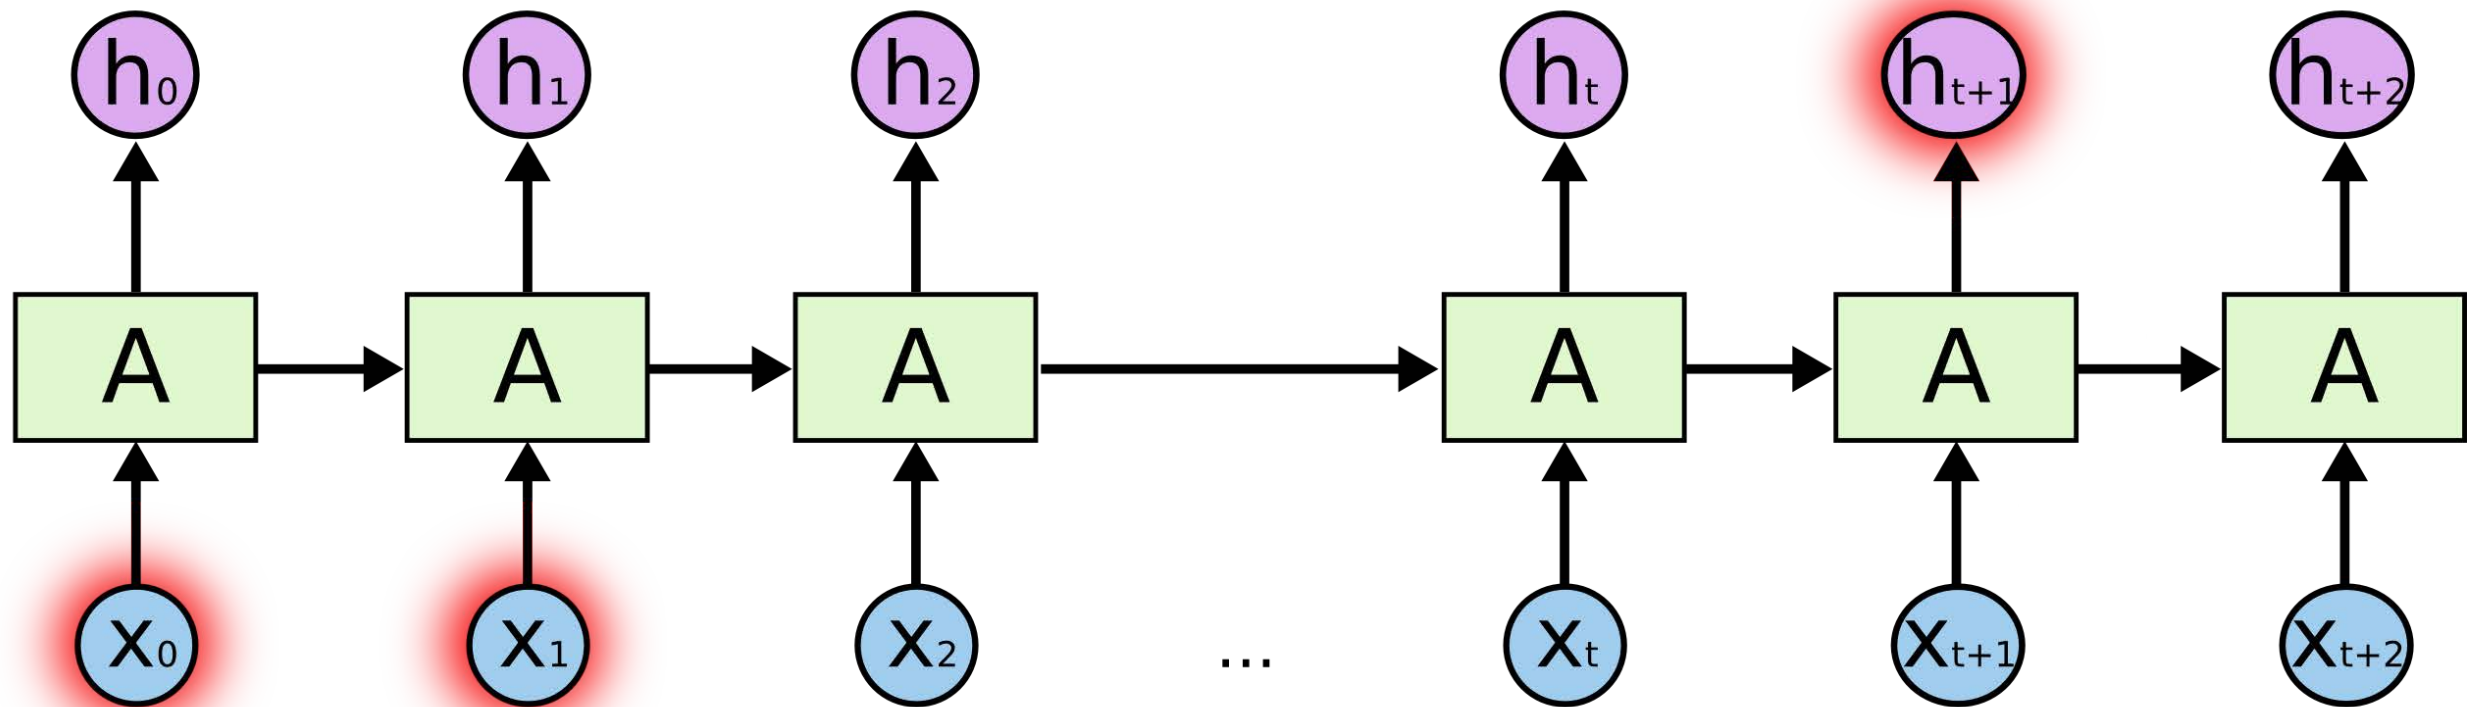 h₀ h₁ h₂ hₜ hₜ₊₁ hₜ₊₂
A A A A A A
x₀ x₁ x₂ ... xₜ xₜ₊₁ xₜ₊₂